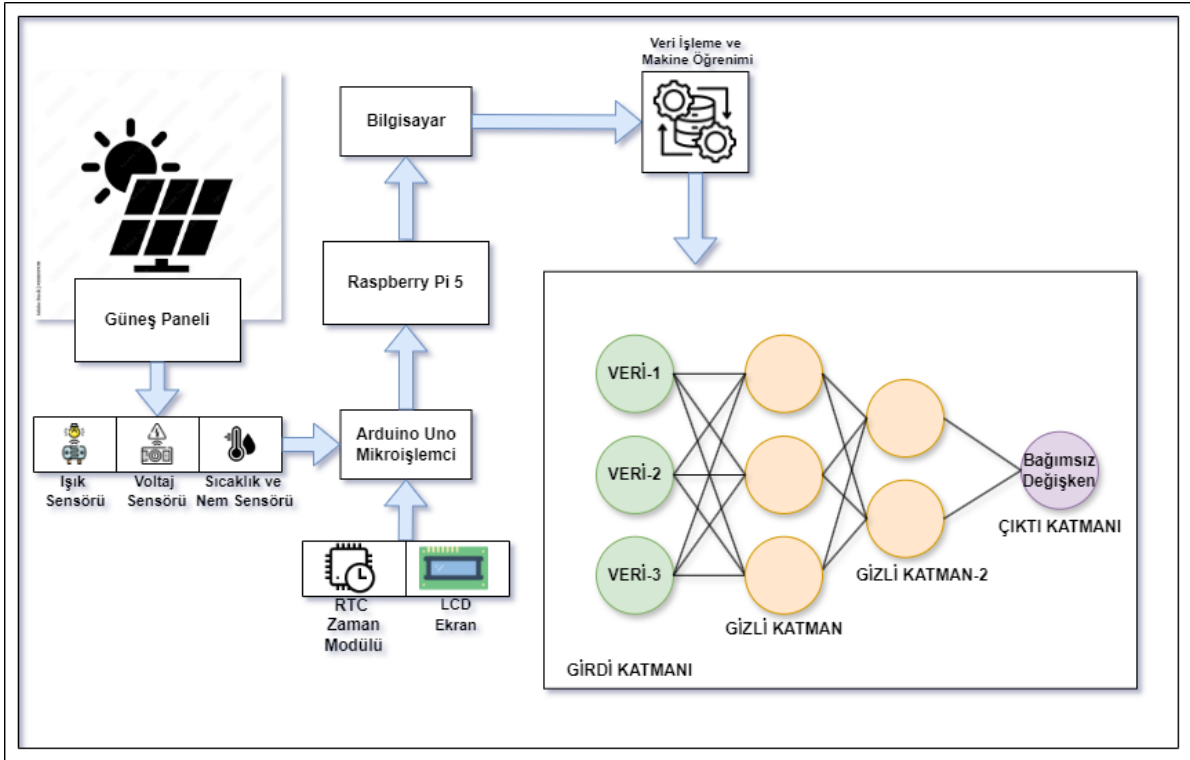 Veri İşleme ve
Makine Öğrenimi
Bilgisayar
Raspberry Pi 5
Güneş Paneli
Arduino Uno
Mikroişlemci
Işık
Sensörü
Voltaj
Sensörü
Sıcaklık ve
Nem Sensörü
RTC
Zaman
Modülü
LCD
Ekran
VERİ-1
VERİ-2
VERİ-3
Bağımsız
Değişken
ÇIKTI KATMANI
GİZLİ KATMAN-2
GİZLİ KATMAN
GİRDİ KATMANI